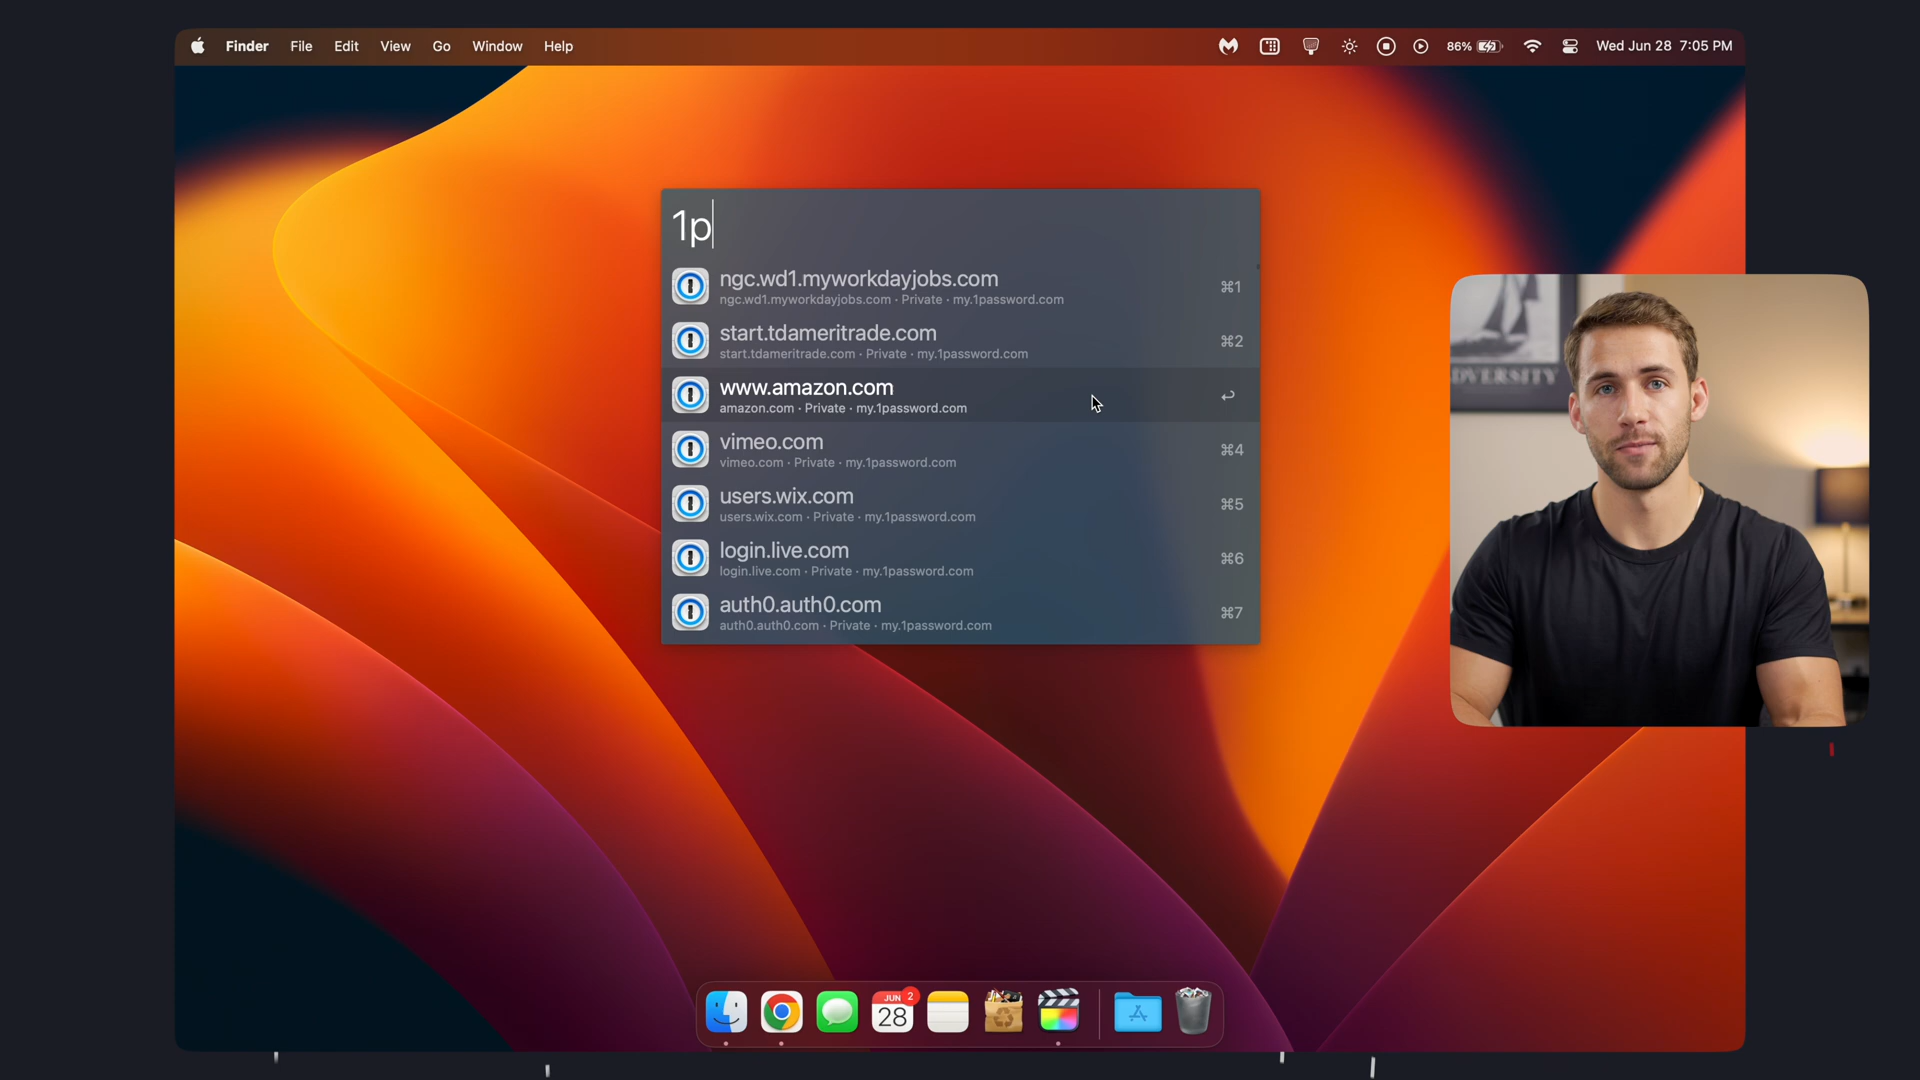 Finder File Edit View Go Window Help 86% Wed Jun 28 7:05 PM
1p
ngc.wd1.myworkdayjobs.com ⌘1
ngc.wd1.myworkdayjobs.com · Private · my.1password.com
start.tdameritrade.com ⌘2
start.tdameritrade.com · Private · my.1password.com
www.amazon.com
amazon.com · Private · my.1password.com
vimeo.com ⌘4
vimeo.com · Private · my.1password.com
users.wix.com ⌘5
users.wix.com · Private · my.1password.com
login.live.com ⌘6
login.live.com · Private · my.1password.com
auth0.auth0.com ⌘7
auth0.auth0.com · Private · my.1password.com
DVERSITY
JUN 2
28